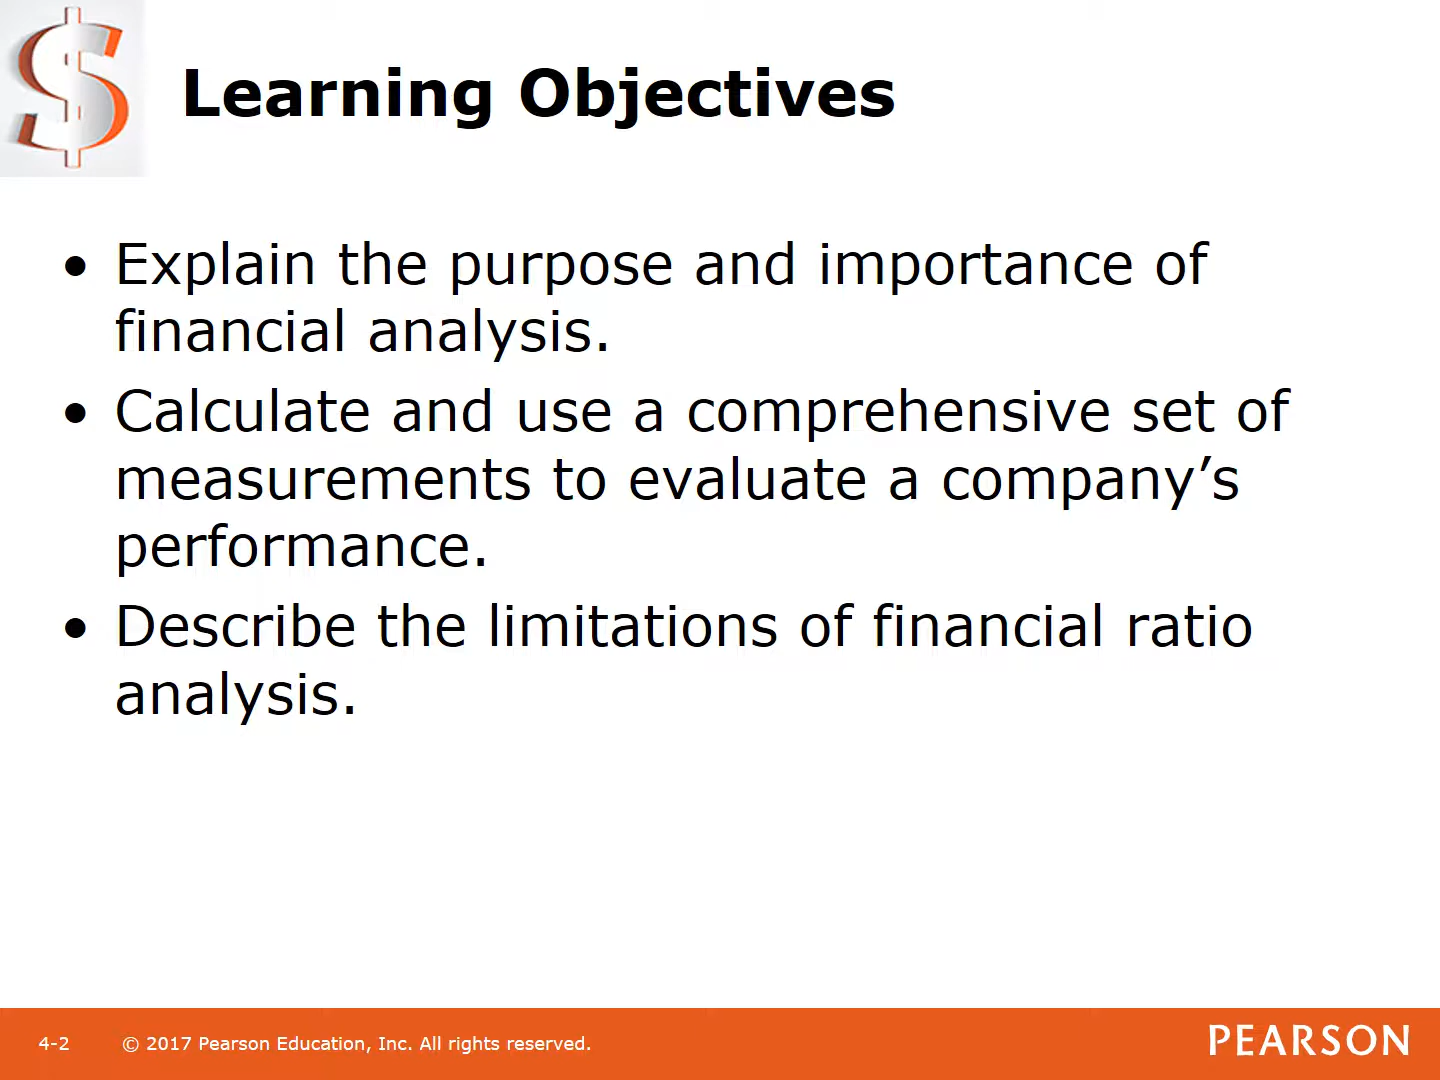 Learning Objectives
• Explain the purpose and importance of
financial analysis.
• Calculate and use a comprehensive set of
measurements to evaluate a company’s
performance.
• Describe the limitations of financial ratio
analysis.
4-2 © 2017 Pearson Education, Inc. All rights reserved.
PEARSON